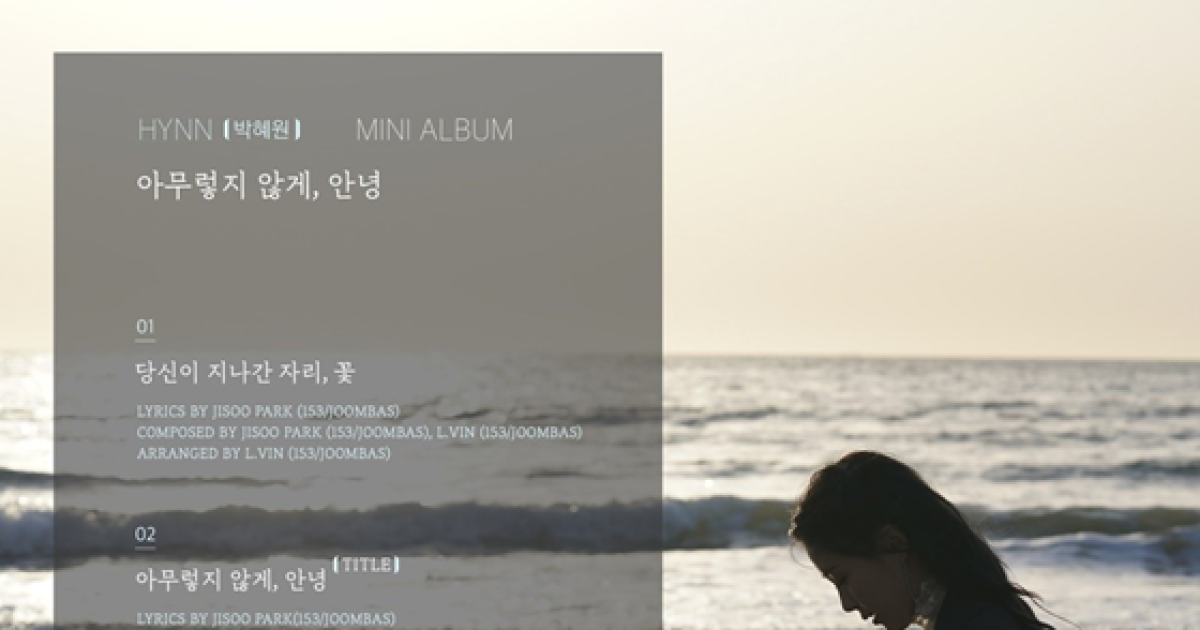 HYNN [박혜원] MINI ALBUM
아무렇지 않게, 안녕
01
당신이 지나간 자리, 꽃
LYRICS BY JISOO PARK (153/JOOMBAS)
COMPOSED BY JISOO PARK (153/JOOMBAS), L.VIN (153/JOOMBAS)
ARRANGED BY L.VIN (153/JOOMBAS)
02
아무렇지 않게, 안녕 [TITLE]
LYRICS BY JISOO PARK(153/JOOMBAS)